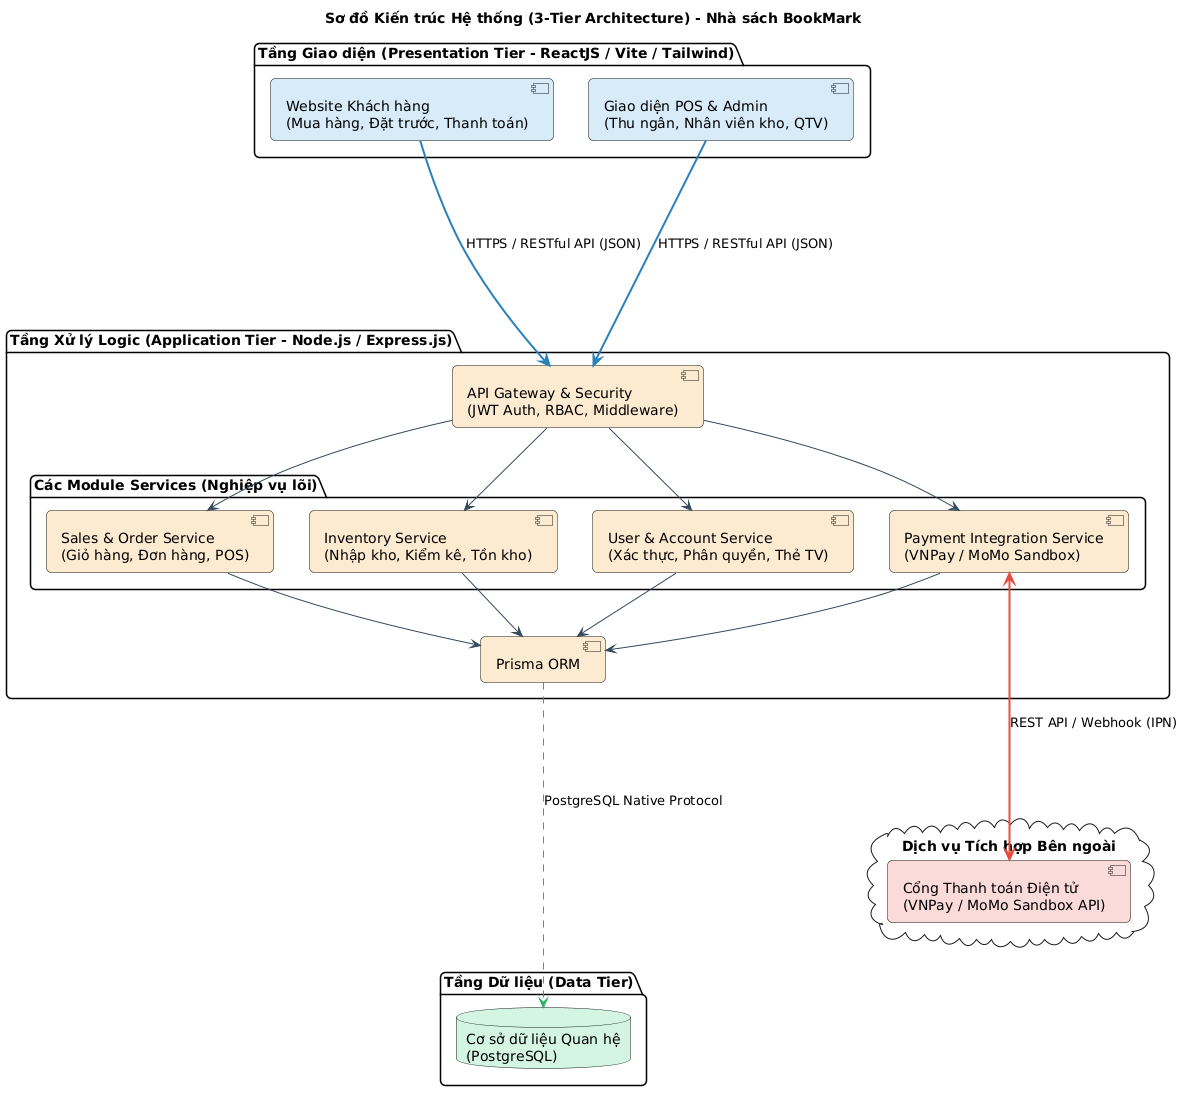 Sơ đồ Kiến trúc Hệ thống (3-Tier Architecture) - Nhà sách BookMark
Tầng Giao diện (Presentation Tier - ReactJS / Vite / Tailwind)
Website Khách hàng
(Mua hàng, Đặt trước, Thanh toán)
Giao diện POS & Admin
(Thu ngân, Nhân viên kho, QTV)
HTTPS / RESTful API (JSON)
HTTPS / RESTful API (JSON)
Tầng Xử lý Logic (Application Tier - Node.js / Express.js)
API Gateway & Security
(JWT Auth, RBAC, Middleware)
Các Module Services (Nghiệp vụ lõi)
Sales & Order Service
(Giỏ hàng, Đơn hàng, POS)
Inventory Service
(Nhập kho, Kiểm kê, Tồn kho)
User & Account Service
(Xác thực, Phân quyền, Thẻ TV)
Payment Integration Service
(VNPay / MoMo Sandbox)
Prisma ORM
REST API / Webhook (IPN)
PostgreSQL Native Protocol
Dịch vụ Tích hợp Bên ngoài
Cổng Thanh toán Điện tử
(VNPay / MoMo Sandbox API)
Tầng Dữ liệu (Data Tier)
Cơ sở dữ liệu Quan hệ
(PostgreSQL)